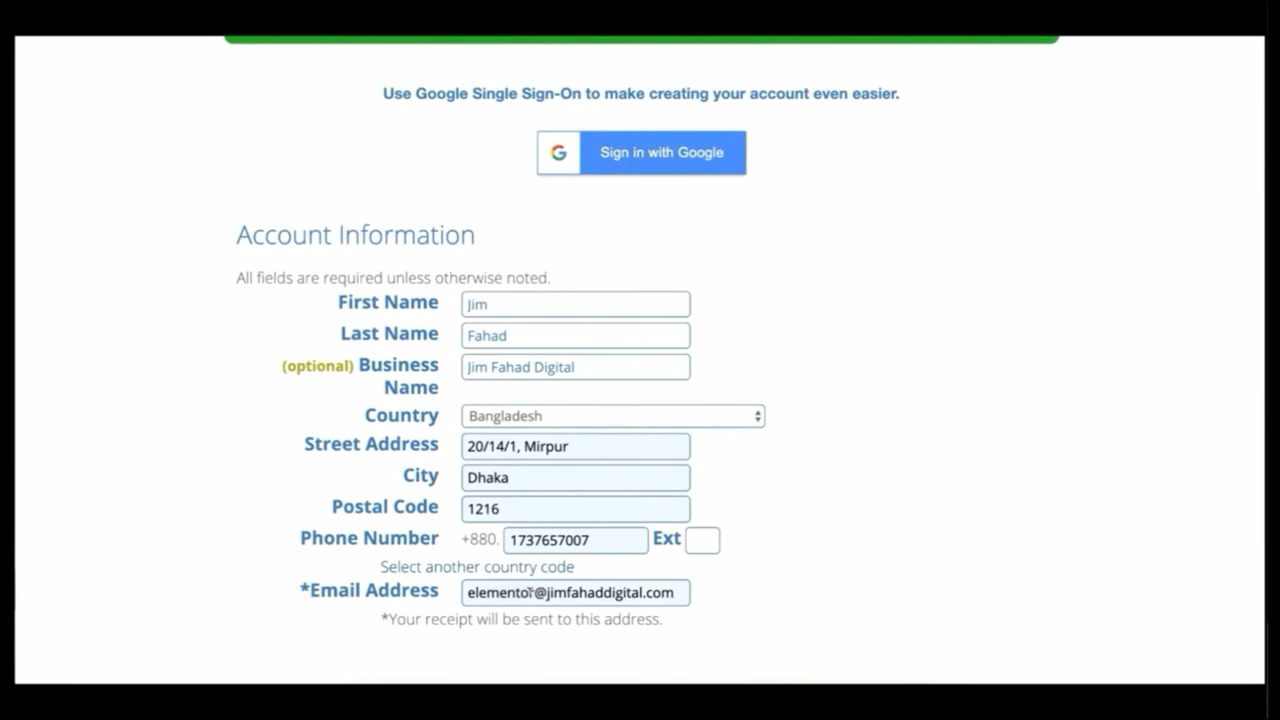 Use Google Single Sign-On to make creating your account even easier.
G Sign in with Google
Account Information
All fields are required unless otherwise noted.
First Name Jim
Last Name Fahad
(optional) Business Name Jim Fahad Digital
Country Bangladesh
Street Address 20/14/1, Mirpur
City Dhaka
Postal Code 1216
Phone Number +880. 1737657007 Ext
Select another country code
*Email Address elementor@jimfahaddigital.com
*Your receipt will be sent to this address.